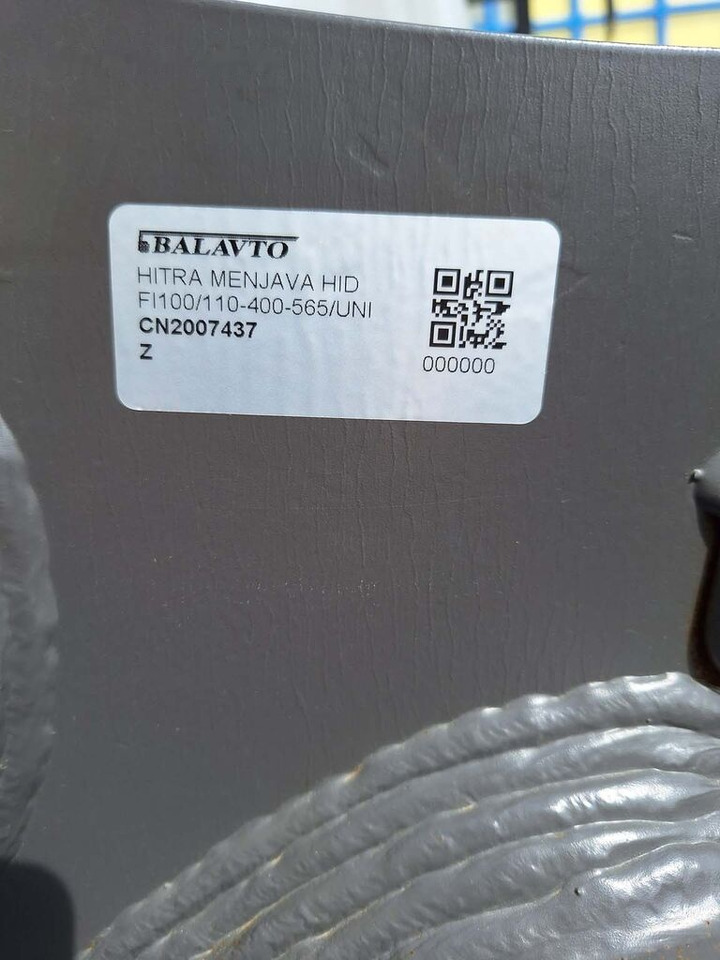 BALAVTO
HITRA MENJAVA HID
FI100/110-400-565/UNI
CN2007437
Z
000000